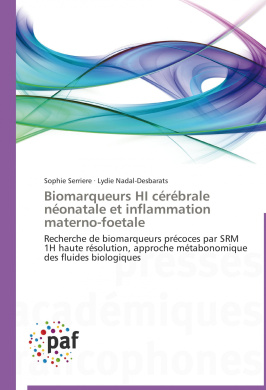 Sophie Serriere · Lydie Nadal-Desbarats
Biomarqueurs HI cérébrale
néonatale et inflammation
materno-foetale
Recherche de biomarqueurs précoces par SRM
1H haute résolution, approche métabonomique
des fluides biologiques
presses
académiques
francophones
paf